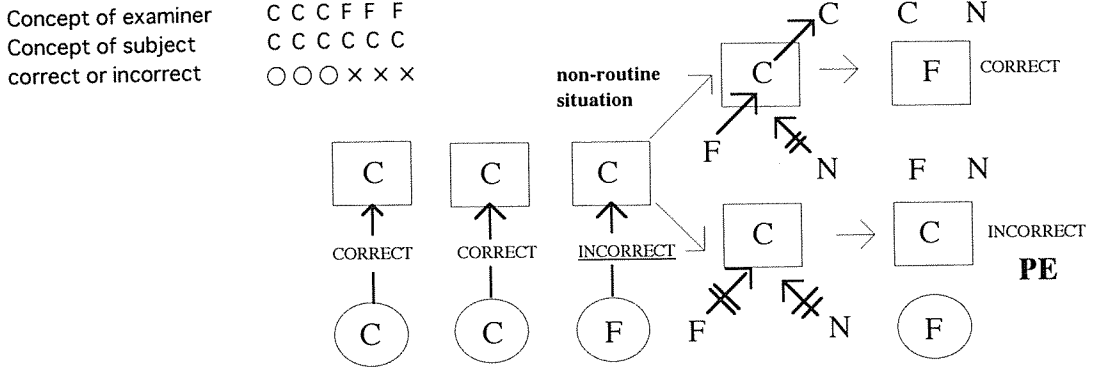 Concept of examiner C C C F F F
Concept of subject C C C C C C
correct or incorrect ○ ○ ○ × × ×
non-routine
situation
C C N
C F CORRECT
F N
C C C F N
C C INCORRECT
CORRECT CORRECT INCORRECT
PE
F N
C C F F